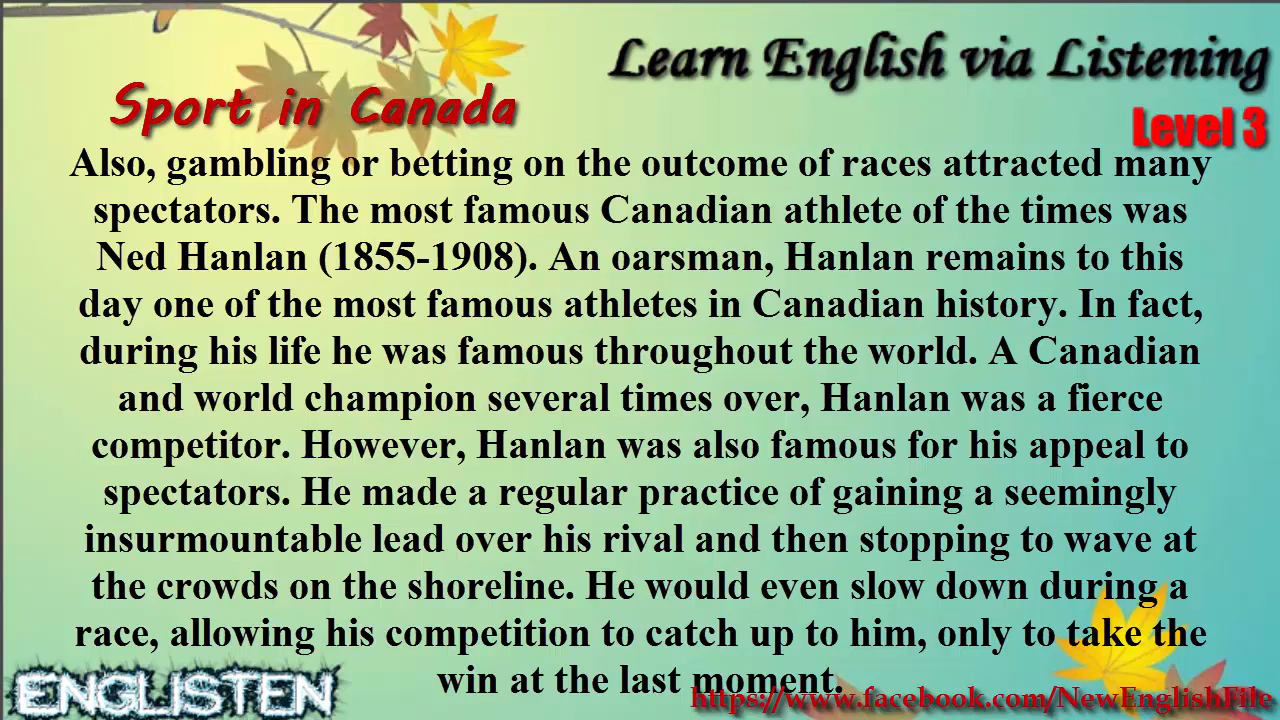 Learn English via Listening
Sport in Canada
Level 3
Also, gambling or betting on the outcome of races attracted many
spectators. The most famous Canadian athlete of the times was
Ned Hanlan (1855-1908). An oarsman, Hanlan remains to this
day one of the most famous athletes in Canadian history. In fact,
during his life he was famous throughout the world. A Canadian
and world champion several times over, Hanlan was a fierce
competitor. However, Hanlan was also famous for his appeal to
spectators. He made a regular practice of gaining a seemingly
insurmountable lead over his rival and then stopping to wave at
the crowds on the shoreline. He would even slow down during a
race, allowing his competition to catch up to him, only to take the
win at the last moment.
ENGLISTEN
https://www.facebook.com/NewEnglishFile